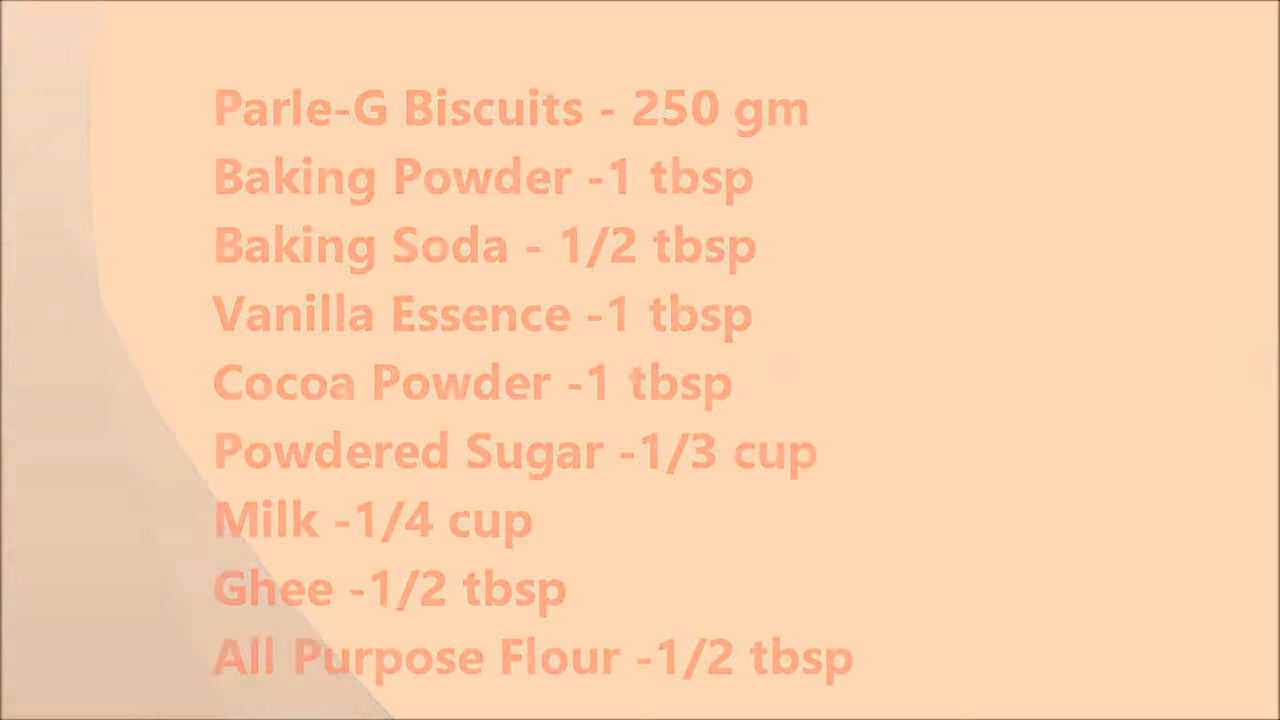 Parle-G Biscuits - 250 gm
Baking Powder -1 tbsp
Baking Soda - 1/2 tbsp
Vanilla Essence -1 tbsp
Cocoa Powder -1 tbsp
Powdered Sugar -1/3 cup
Milk -1/4 cup
Ghee -1/2 tbsp
All Purpose Flour -1/2 tbsp